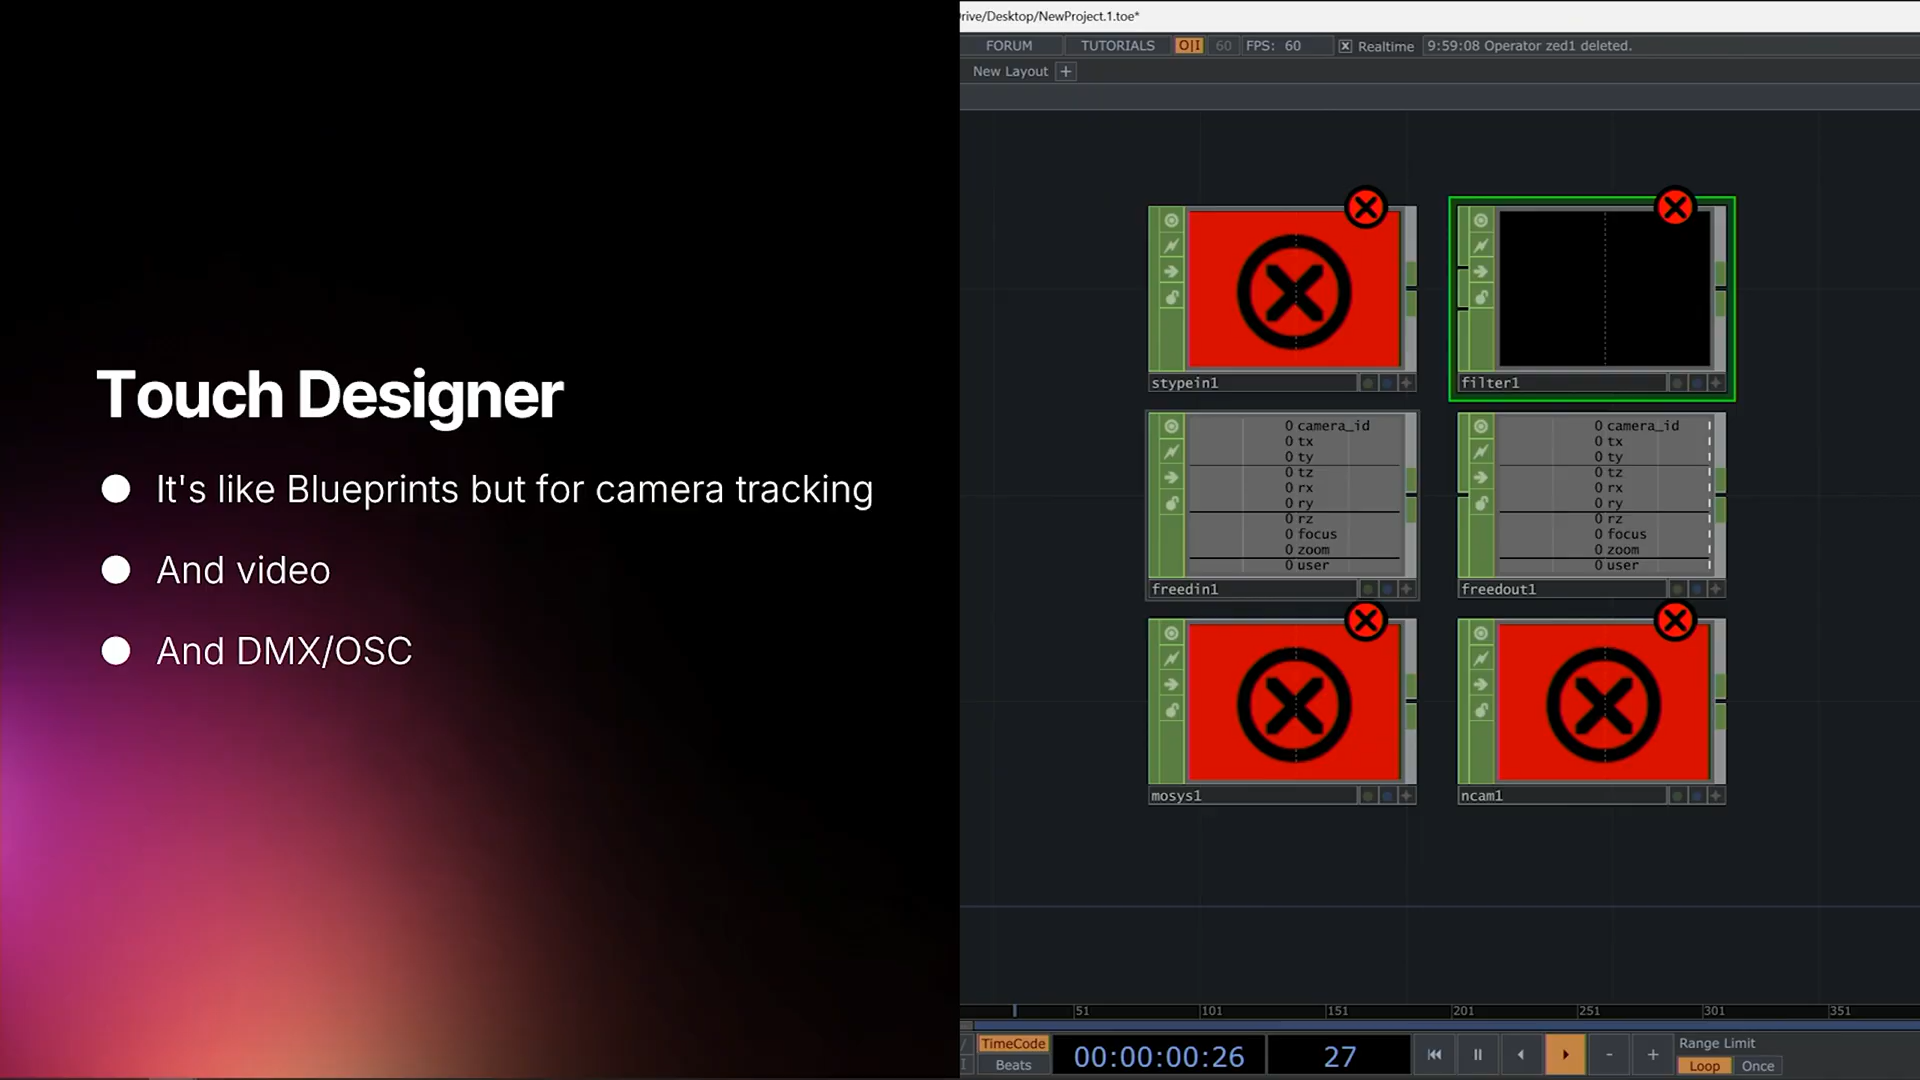 Touch Designer
It's like Blueprints but for camera tracking
And video
And DMX/OSC
rive/Desktop/NewProject.1.toe*
FORUM TUTORIALS O|I 60 FPS: 60 Realtime 9:59:08 Operator zed1 deleted.
New Layout +
stypein1
filter1
0 camera_id
0 tx
0 ty
0 tz
0 rx
0 ry
0 rz
0 focus
0 zoom
0 user
freedin1
0 camera_id
0 tx
0 ty
0 tz
0 rx
0 ry
0 rz
0 focus
0 zoom
0 user
freedout1
mosys1
ncam1
51 101 151 201 251 301 351
TimeCode
Beats
00:00:00:26
27
- +
Range Limit
Loop Once